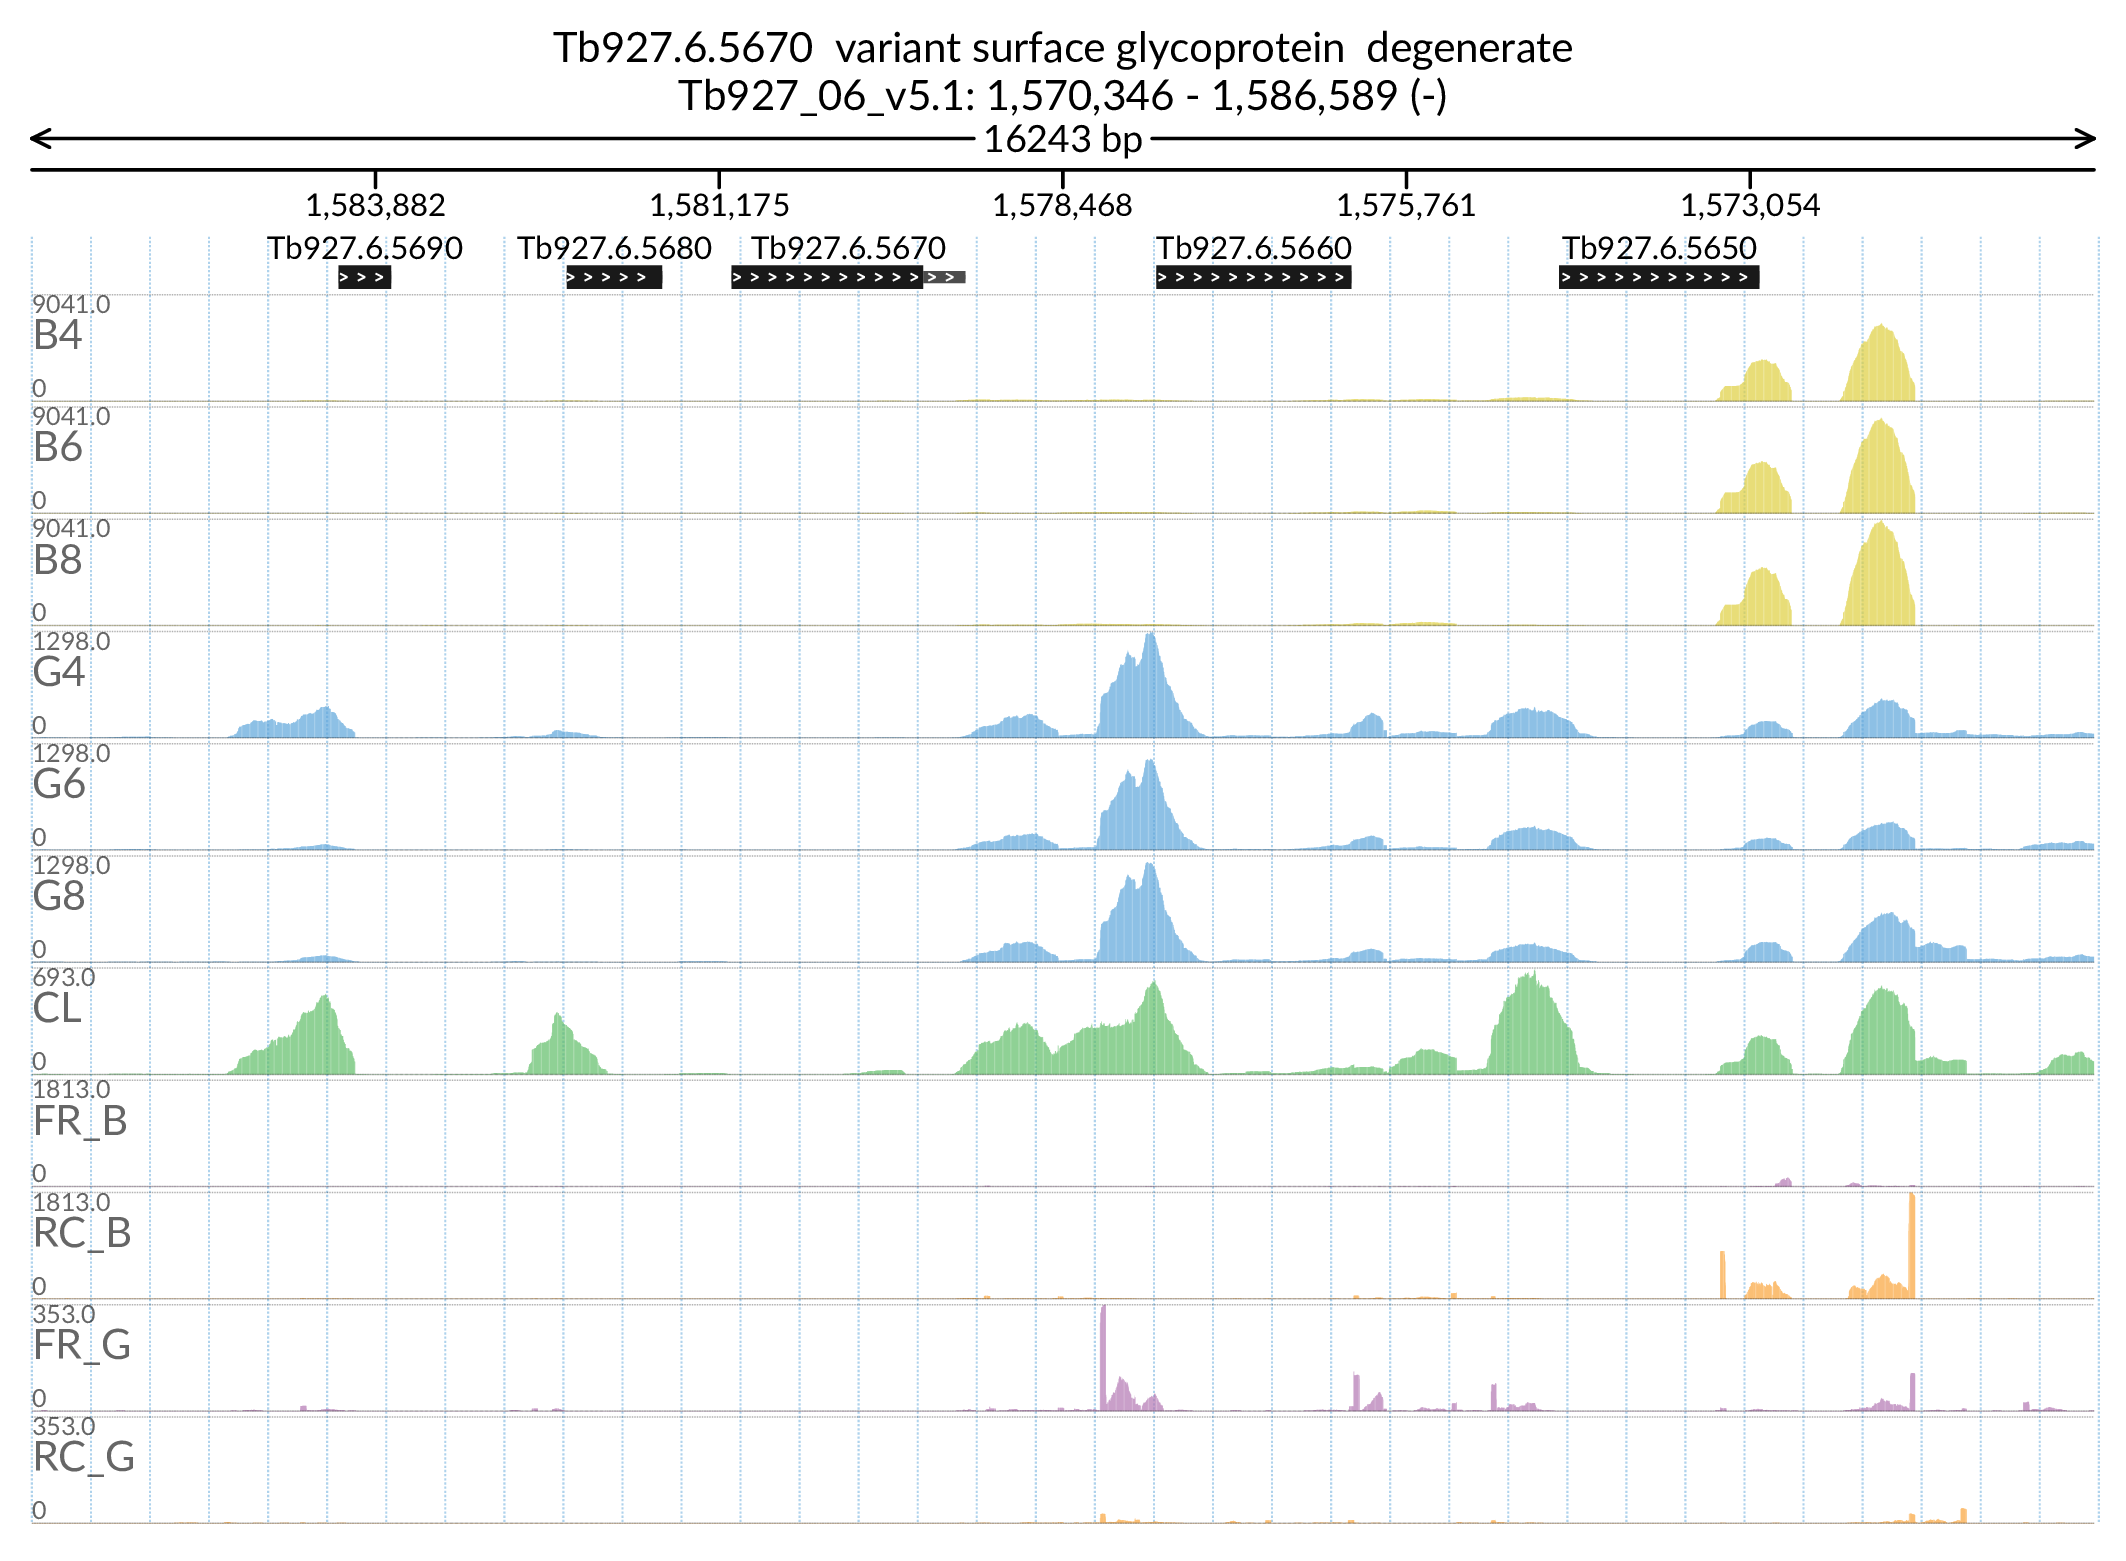 Tb927.6.5670  variant surface glycoprotein  degenerate
Tb927_06_v5.1: 1,570,346 - 1,586,589 (-)
16243 bp
1,583,882 1,581,175 1,578,468 1,575,761 1,573,054
Tb927.6.5690 Tb927.6.5680 Tb927.6.5670 Tb927.6.5660 Tb927.6.5650
9041.0
B4
0
9041.0
B6
0
9041.0
B8
0
1298.0
G4
0
1298.0
G6
0
1298.0
G8
0
693.0
CL
0
1813.0
FR_B
0
1813.0
RC_B
0
353.0
FR_G
0
353.0
RC_G
0